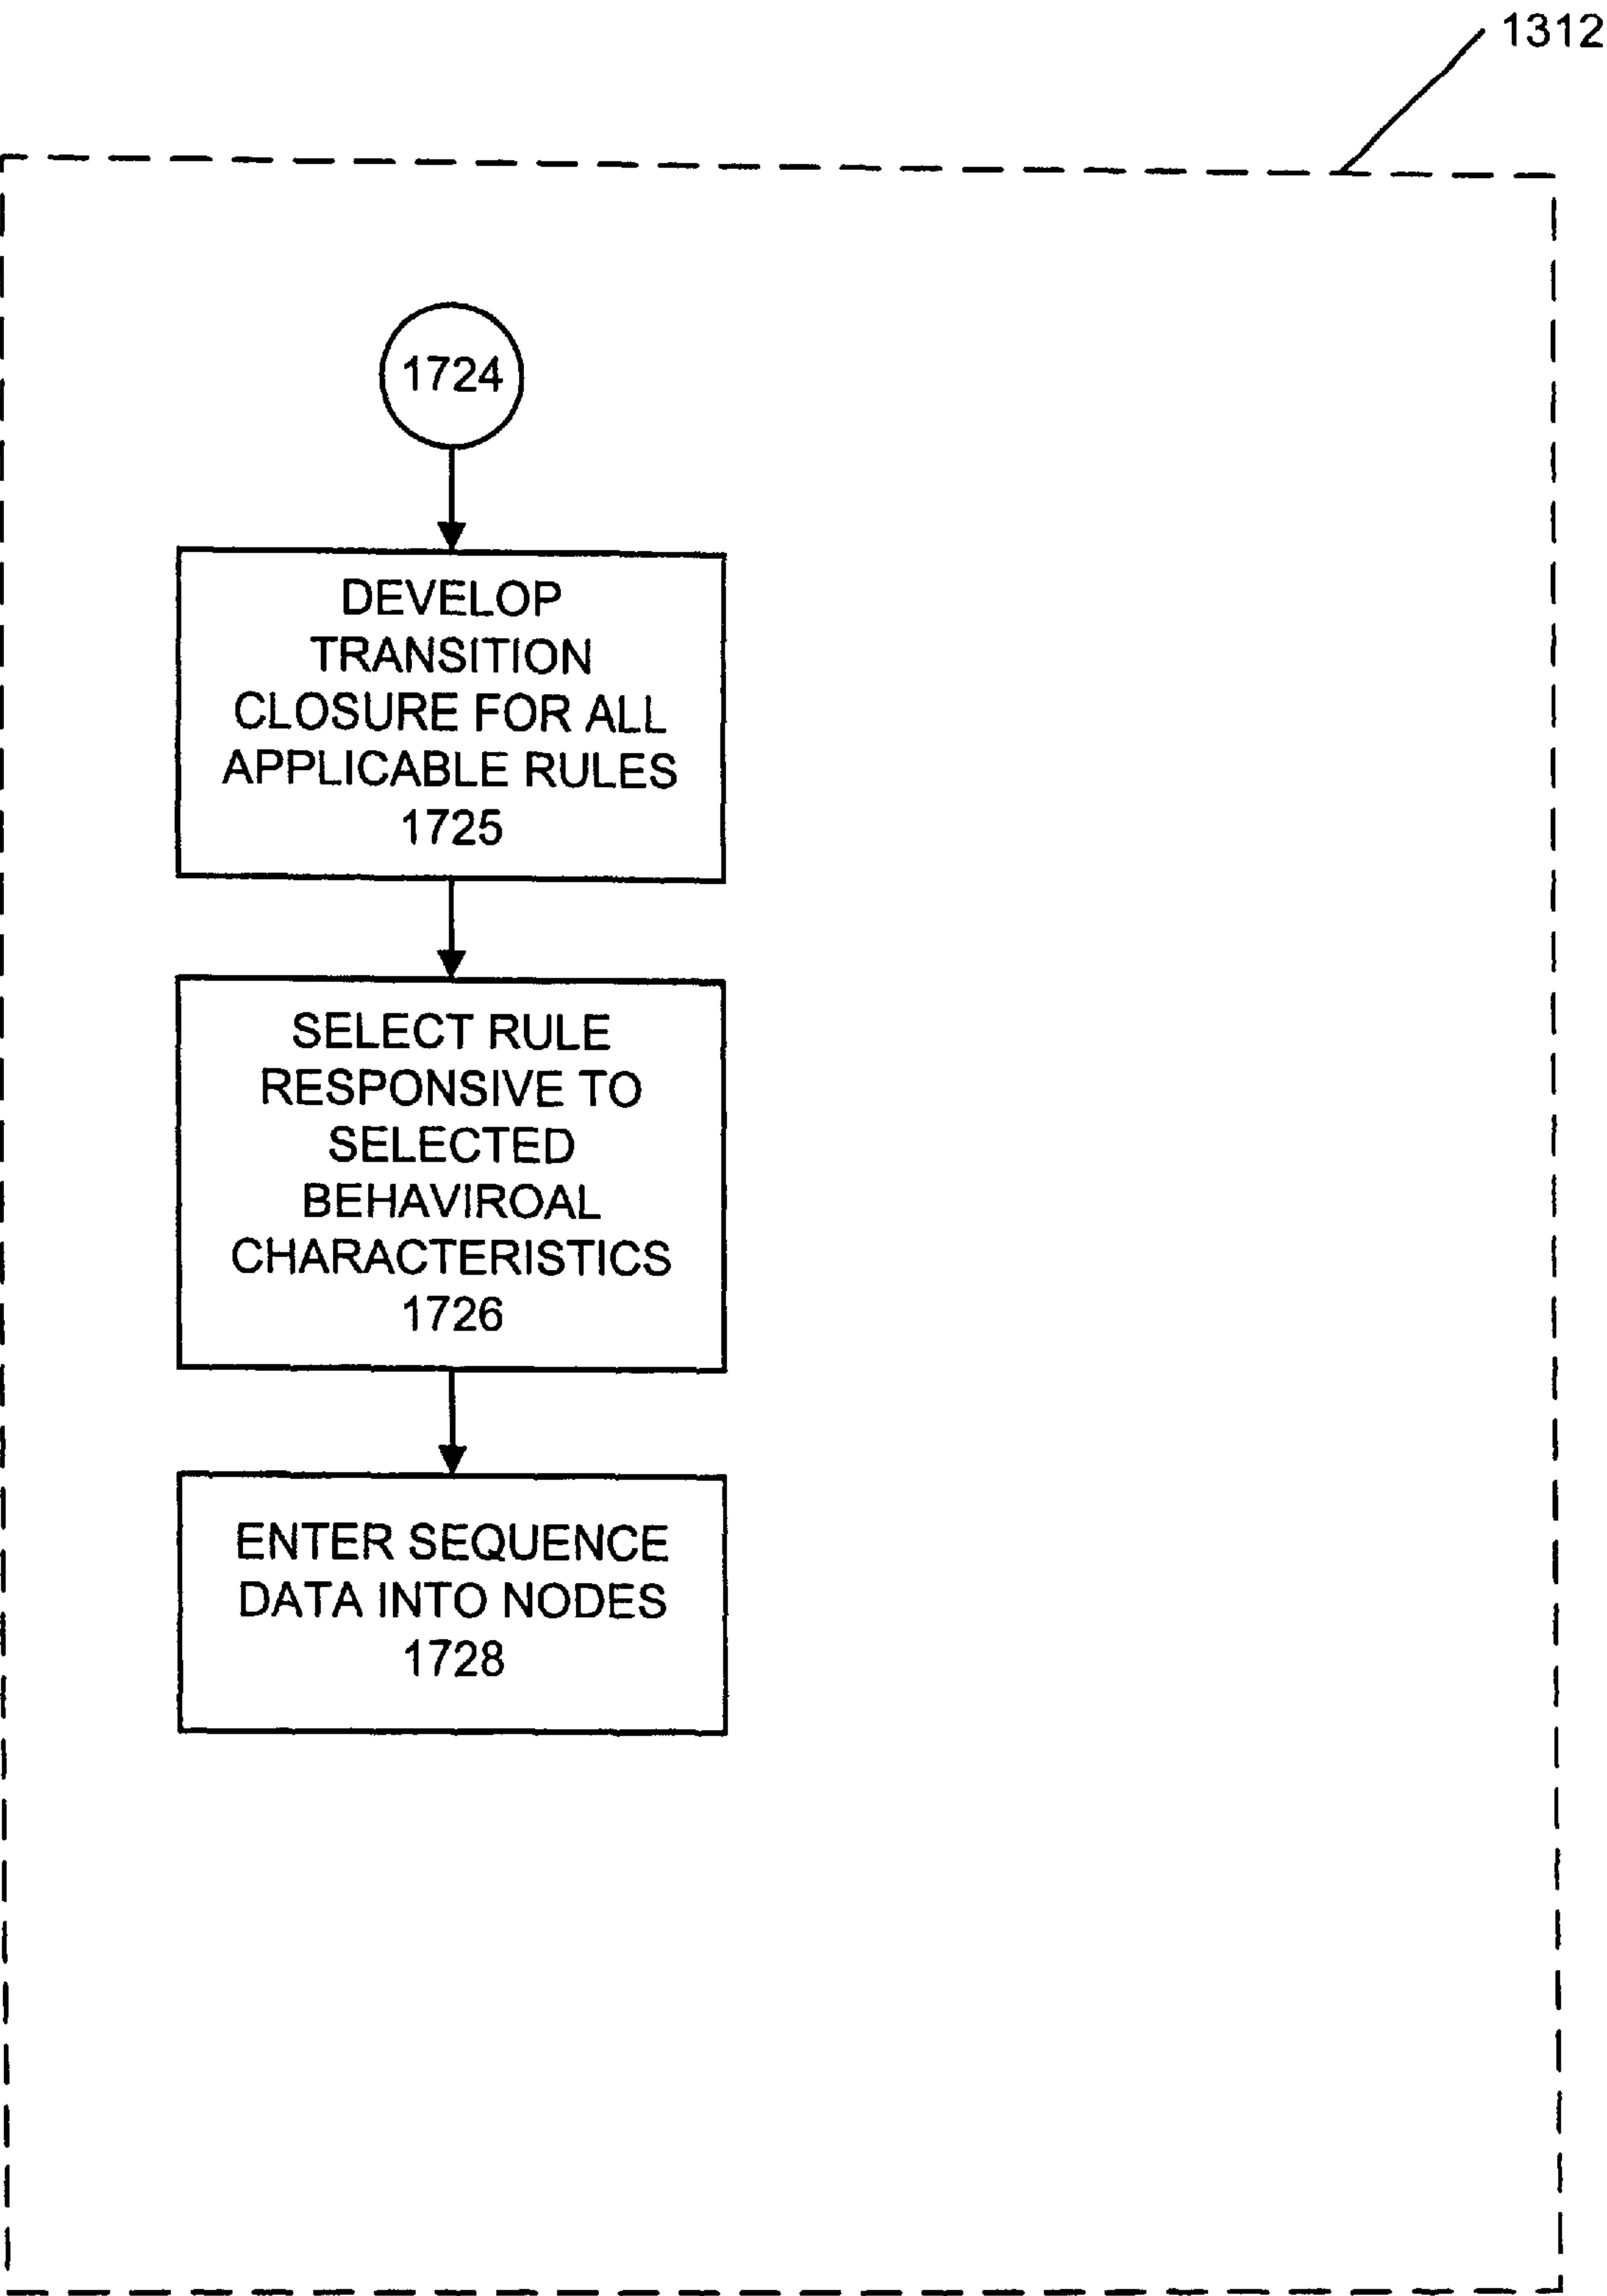 1312
1724
DEVELOP
TRANSITION
CLOSURE FOR ALL
APPLICABLE RULES
1725
SELECT RULE
RESPONSIVE TO
SELECTED
BEHAVIROAL
CHARACTERISTICS
1726
ENTER SEQUENCE
DATA INTO NODES
1728